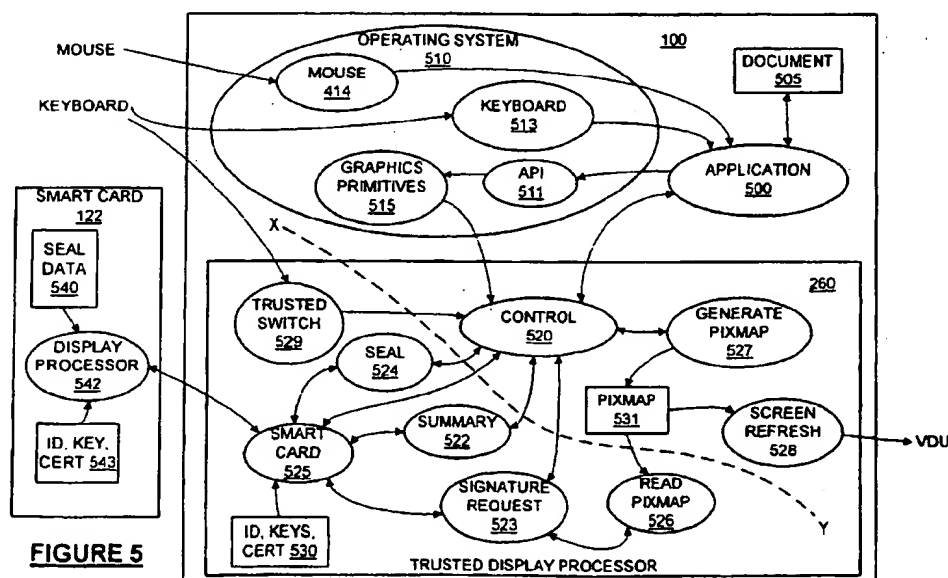 OPERATING SYSTEM
510
100
MOUSE
MOUSE
414
DOCUMENT
505
KEYBOARD
KEYBOARD
513
GRAPHICS
PRIMITIVES
515
API
511
APPLICATION
500
SMART CARD
122
SEAL
DATA
540
X
260
TRUSTED
SWITCH
529
CONTROL
520
GENERATE
PIXMAP
527
DISPLAY
PROCESSOR
542
SEAL
524
PIXMAP
531
SCREEN
REFRESH
528
VDU
SUMMARY
522
SMART
CARD
525
ID, KEY,
CERT 543
SIGNATURE
REQUEST
523
READ
PIXMAP
526
Y
ID, KEYS,
CERT 530
FIGURE 5
TRUSTED DISPLAY PROCESSOR